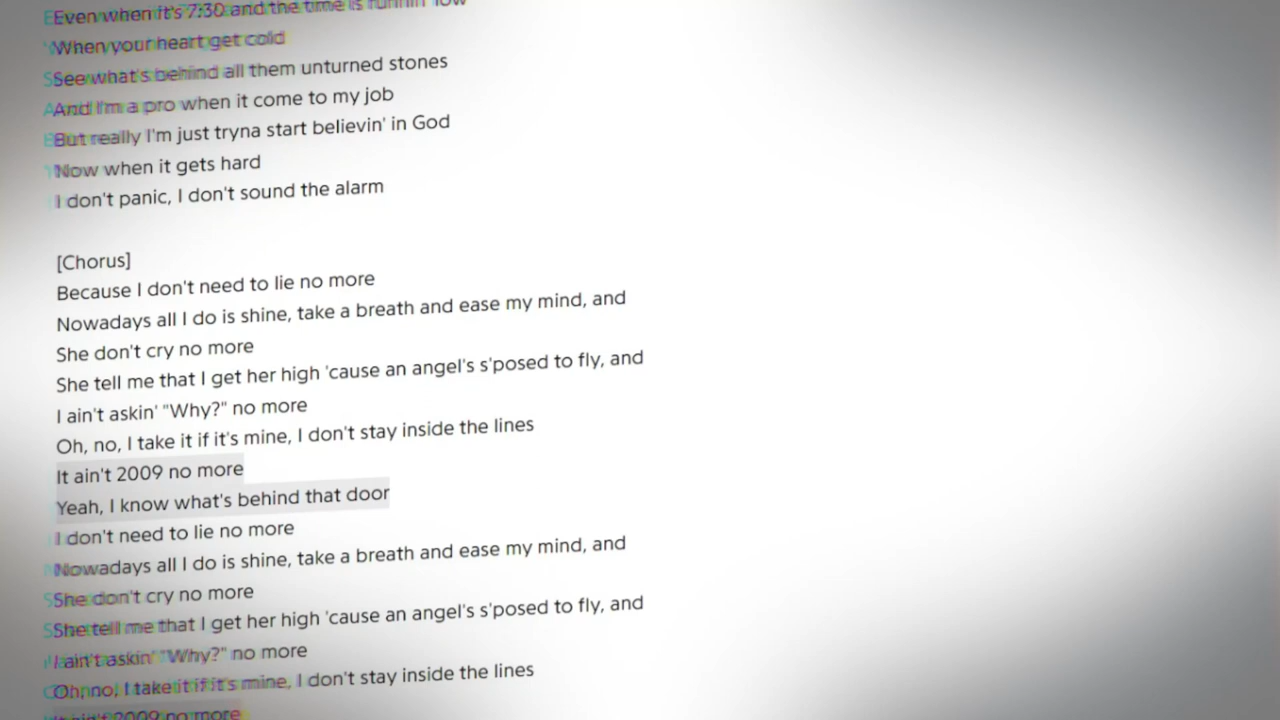 Even when it's 7:30 and the time is runnin' low
When your heart get cold
See what's behind all them unturned stones
And I'm a pro when it come to my job
But really I'm just tryna start believin' in God
Now when it gets hard
I don't panic, I don't sound the alarm
[Chorus]
Because I don't need to lie no more
Nowadays all I do is shine, take a breath and ease my mind, and
She don't cry no more
She tell me that I get her high 'cause an angel's s'posed to fly, and
I ain't askin' "Why?" no more
Oh, no, I take it if it's mine, I don't stay inside the lines
It ain't 2009 no more
Yeah, I know what's behind that door
I don't need to lie no more
Nowadays all I do is shine, take a breath and ease my mind, and
She don't cry no more
She tell me that I get her high 'cause an angel's s'posed to fly, and
I ain't askin' "Why?" no more
Oh, no, I take it if it's mine, I don't stay inside the lines
It ain't 2009 no more